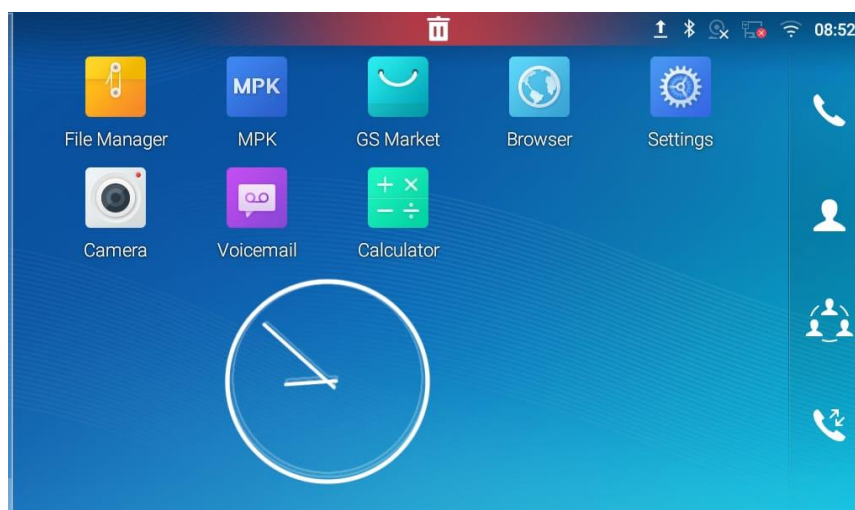 08:52
MPK
File Manager MPK GS Market Browser Settings
Camera Voicemail Calculator